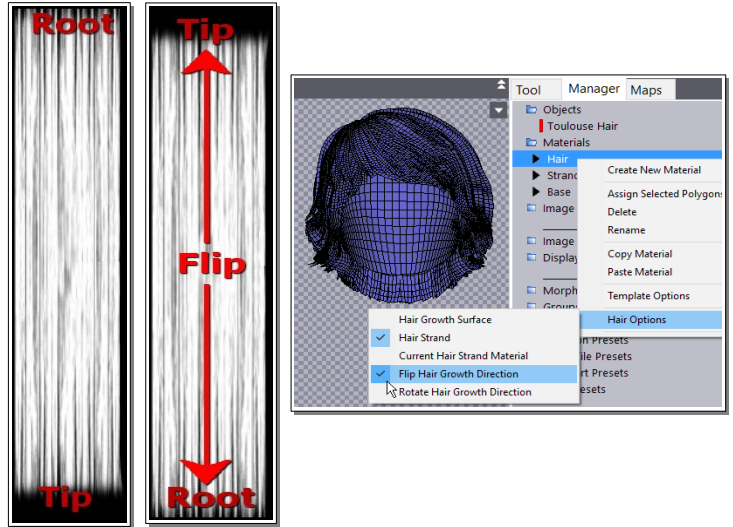 Root
Tip
Tip
Flip
Root
Tool Manager Maps
Objects
Toulouse Hair
Materials
Hair
Strand
Base
Image
Image
Display
Morph
Create New Material
Assign Selected Polygons
Delete
Rename
Copy Material
Paste Material
Template Options
Hair Options
Hair Growth Surface
Hair Strand
Current Hair Strand Material
Flip Hair Growth Direction
Rotate Hair Growth Direction
Presets
Presets
Presets